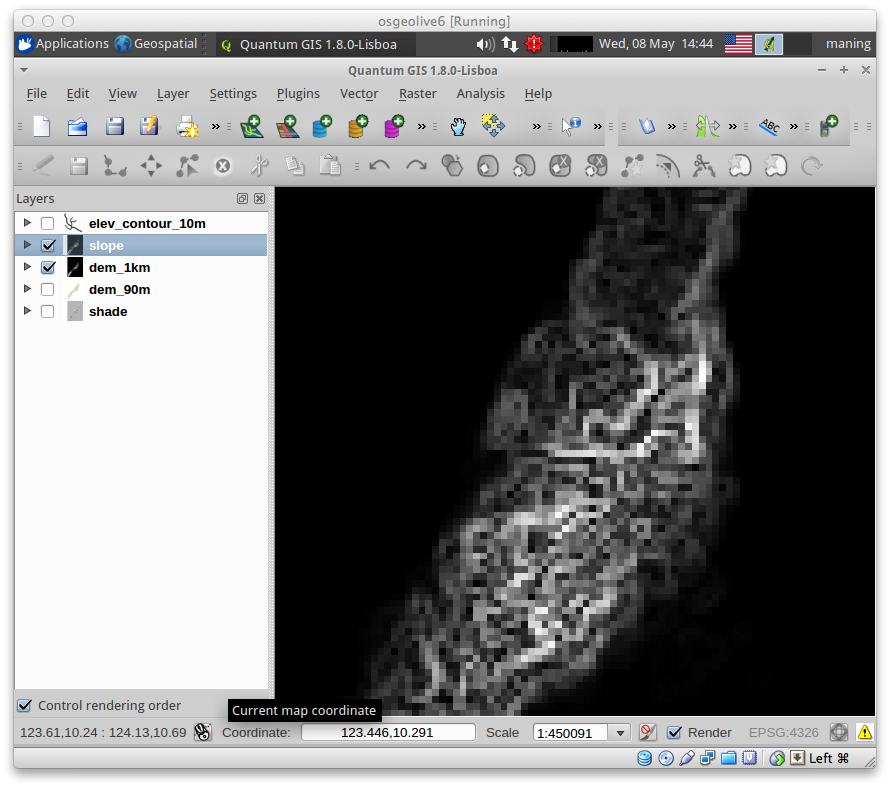 osgeolive6 [Running]
Applications Geospatial Quantum GIS 1.8.0-Lisboa Wed, 08 May 14:44 maning
Quantum GIS 1.8.0-Lisboa
File Edit View Layer Settings Plugins Vector Raster Analysis Help
ABC
Layers
elev_contour_10m
slope
dem_1km
dem_90m
shade
Control rendering order
Current map coordinate
123.61,10.24 : 124.13,10.69 Coordinate: 123.446,10.291 Scale 1:450091 Render EPSG:4326
Left ⌘